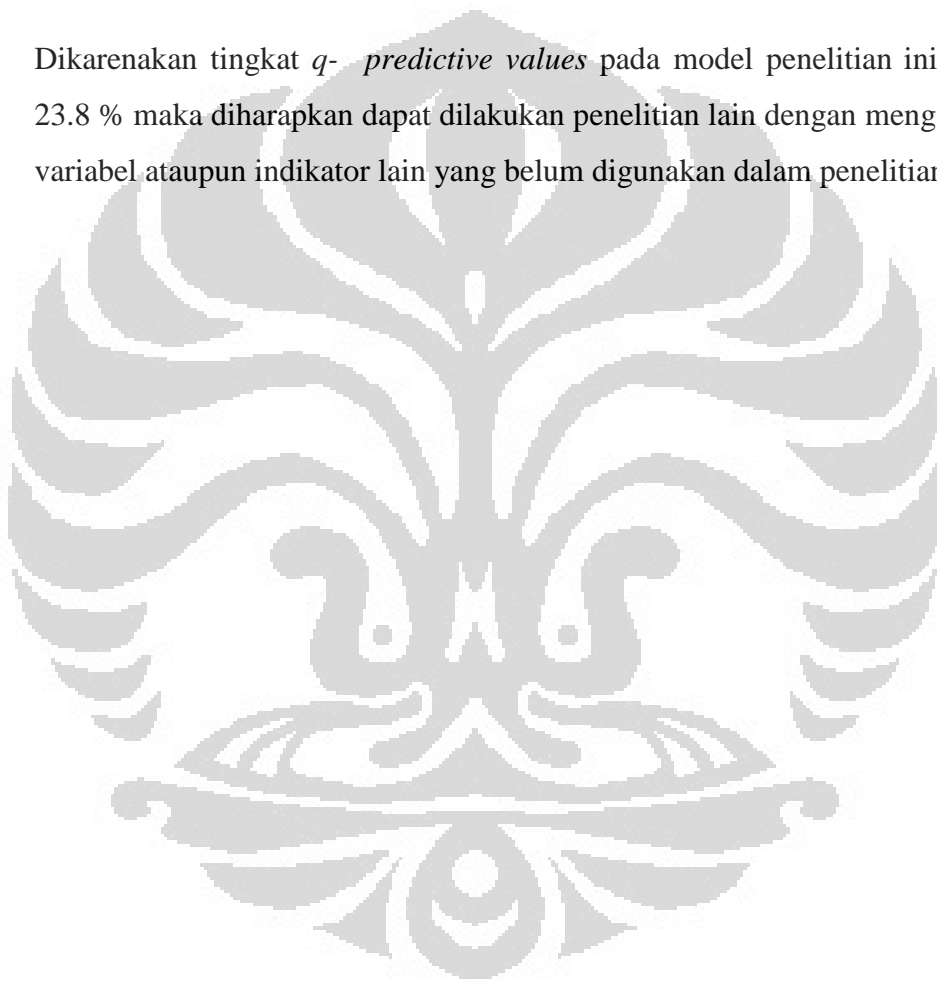 Dikarenakan tingkat q- predictive values pada model penelitian ini
23.8 % maka diharapkan dapat dilakukan penelitian lain dengan meng
variabel ataupun indikator lain yang belum digunakan dalam penelitian